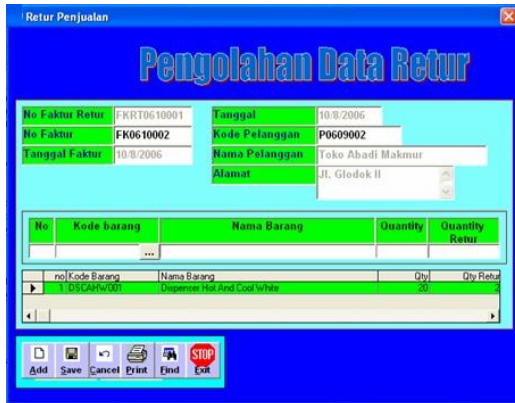 Retur Penjualan
Pengolahan Data Retur
No Faktur Retur FKRT0610001 Tanggal 10/8/2006
No Faktur FK0610002 Kode Pelanggan P0609002
Tanggal Faktur 10/8/2006 Nama Pelanggan Toko Abadi Makmur
Alamat Jl. Glodok II
No Kode barang Nama Barang Quantity Quantity Retur
...
no Kode Barang Nama Barang Qty Qty Retur
1 DSCAHW001 Dispenser Hot And Cool White 20 2
Add Save Cancel Print Find Exit
STOP